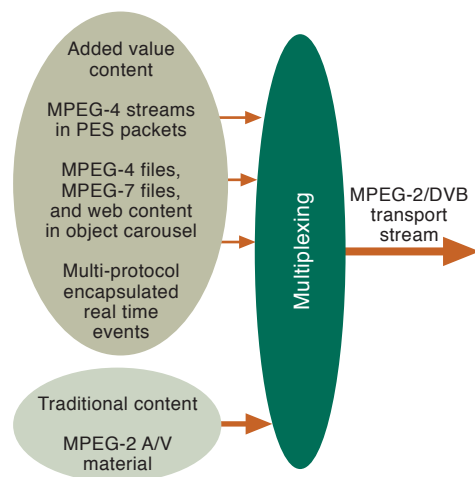 Added value
content
MPEG-4 streams
in PES packets
MPEG-4 files,
MPEG-7 files,
and web content
in object carousel
Multi-protocol
encapsulated
real time
events
Traditional content
MPEG-2 A/V
material
Multiplexing
MPEG-2/DVB
transport
stream